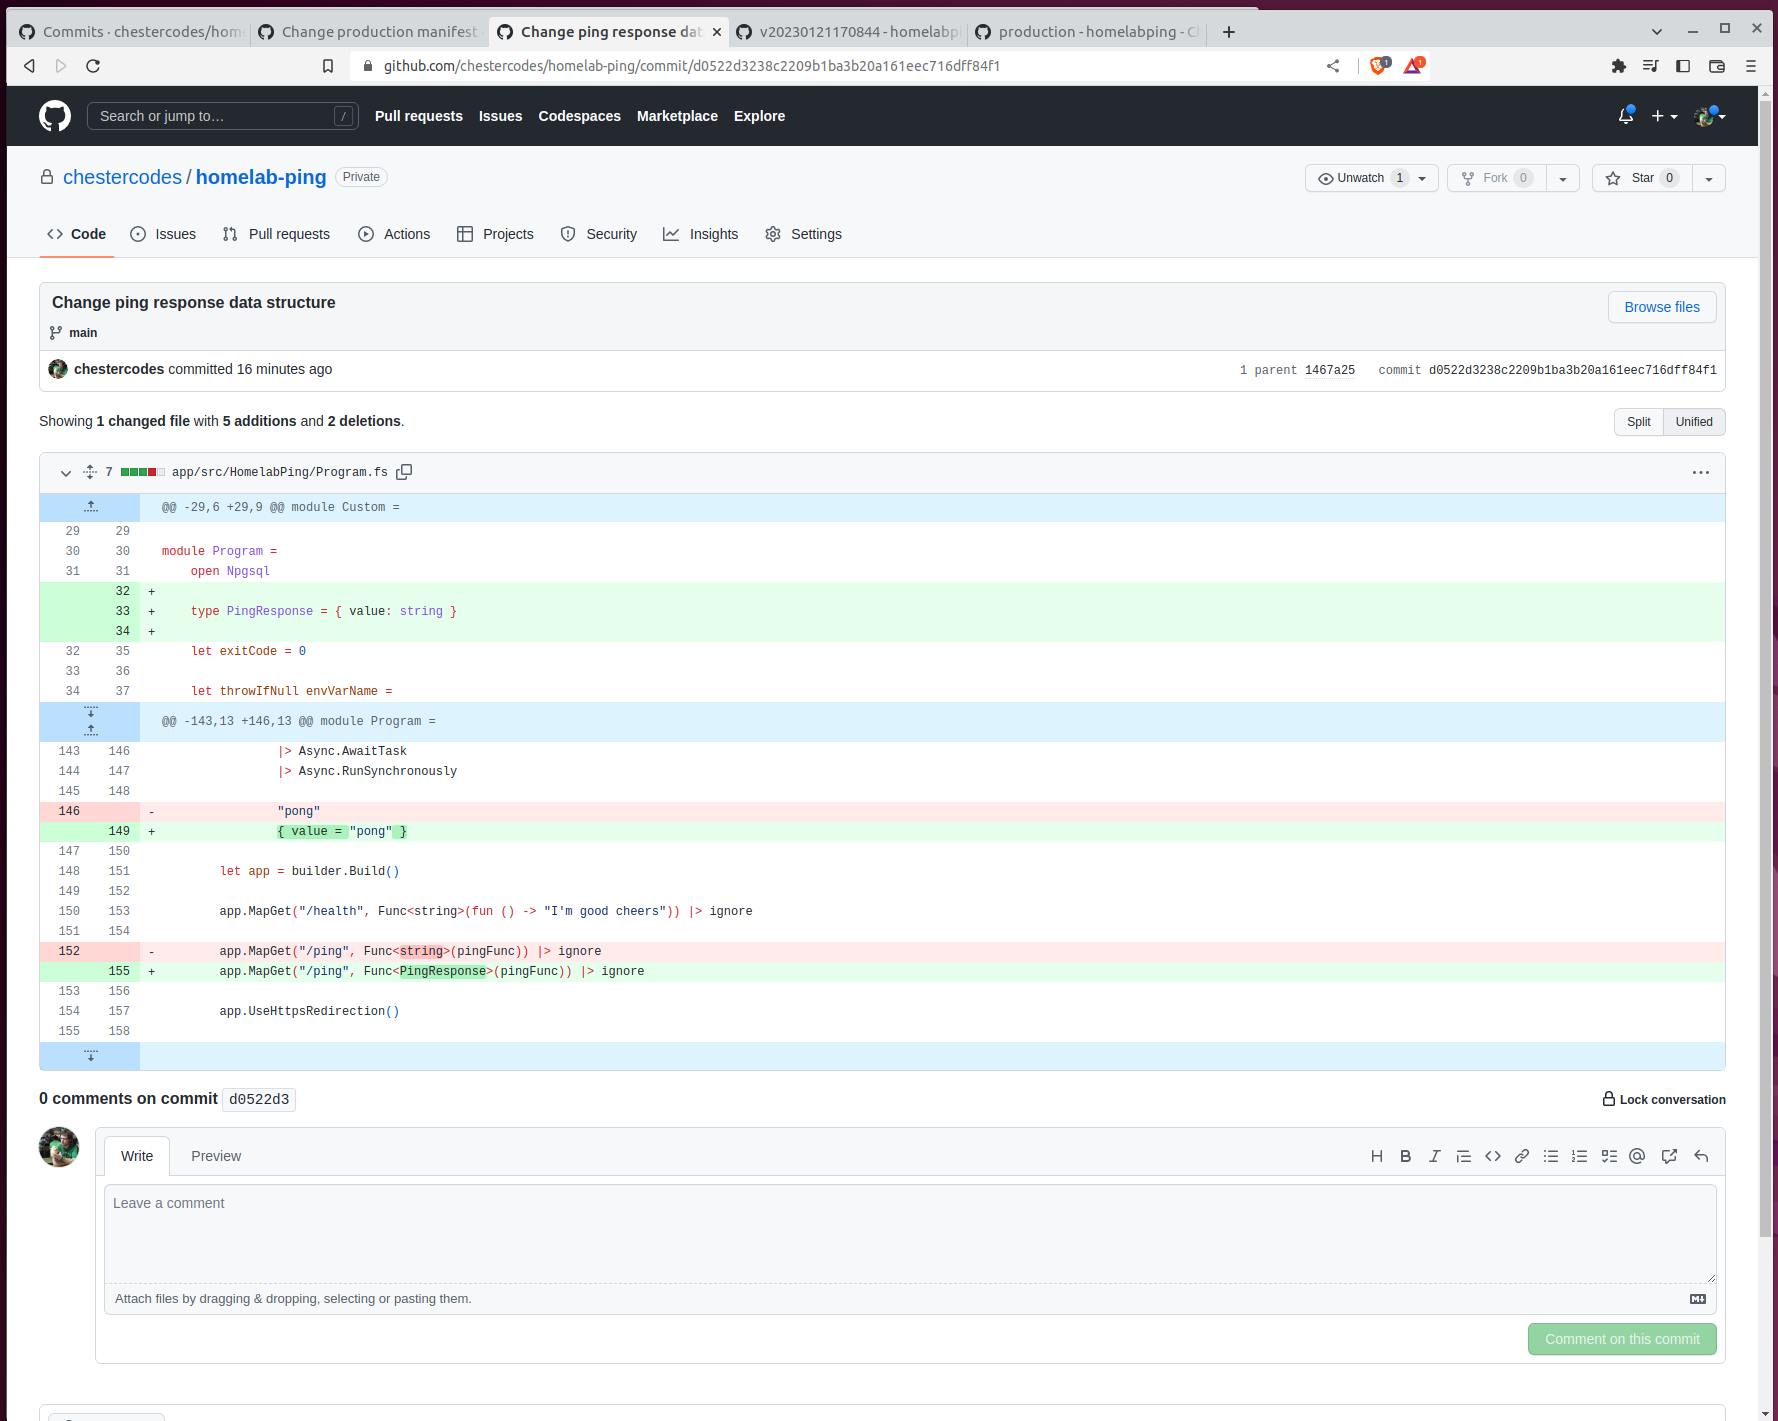 Commits · chestercodes/home
Change production manifest
Change ping response dat
v20230121170844 - homelabpi
production - homelabping - Ch
github.com/chestercodes/homelab-ping/commit/d0522d3238c2209b1ba3b20a161eec716dff84f1
1
1
Search or jump to… /
Pull requests Issues Codespaces Marketplace Explore
chestercodes / homelab-ping Private
Unwatch 1 Fork 0 Star 0
Code Issues Pull requests Actions Projects Security Insights Settings
Change ping response data structure
Browse files
main
chestercodes committed 16 minutes ago
1 parent 1467a25 commit d0522d3238c2209b1ba3b20a161eec716dff84f1
Showing 1 changed file with 5 additions and 2 deletions.
Split Unified
7 app/src/HomelabPing/Program.fs
@@ -29,6 +29,9 @@ module Custom =
29 29
30 30 module Program =
31 31 open Npgsql
32 +
33 + type PingResponse = { value: string }
34 +
32 35 let exitCode = 0
33 36
34 37 let throwIfNull envVarName =
@@ -143,13 +146,13 @@ module Program =
143 146 |> Async.AwaitTask
144 147 |> Async.RunSynchronously
145 148
146 - "pong"
149 + { value = "pong" }
147 150
148 151 let app = builder.Build()
149 152
150 153 app.MapGet("/health", Func<string>(fun () -> "I'm good cheers")) |> ignore
151 154
152 - app.MapGet("/ping", Func<string>(pingFunc)) |> ignore
155 + app.MapGet("/ping", Func<PingResponse>(pingFunc)) |> ignore
153 156
154 157 app.UseHttpsRedirection()
155 158
0 comments on commit d0522d3
Lock conversation
Write Preview
Leave a comment
Attach files by dragging & dropping, selecting or pasting them.
Comment on this commit